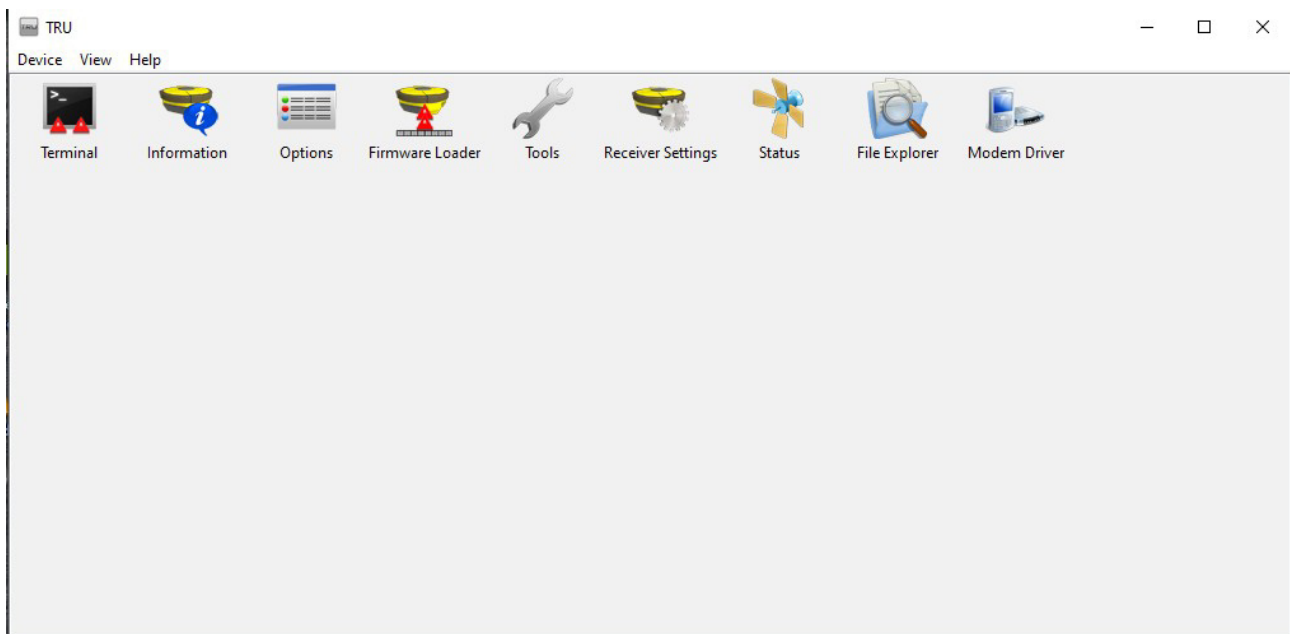 TRU
Device View Help
Terminal Information Options Firmware Loader Tools Receiver Settings Status File Explorer Modem Driver